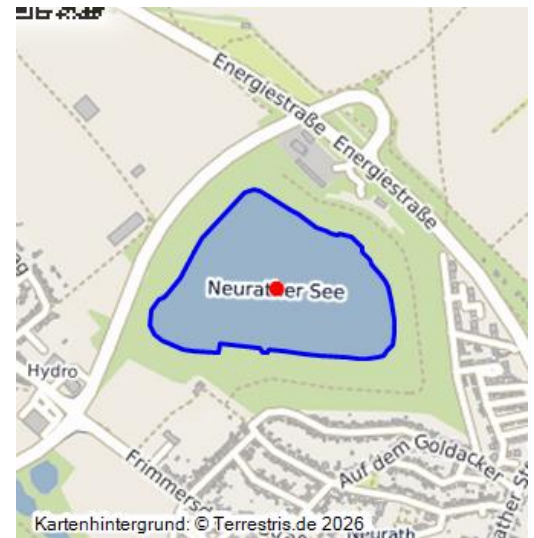 Energiestraße
Energiestraße
Neurather See
Hydro
Auf dem Goldacker
Kartenhintergrund: © Terrestris.de 2026